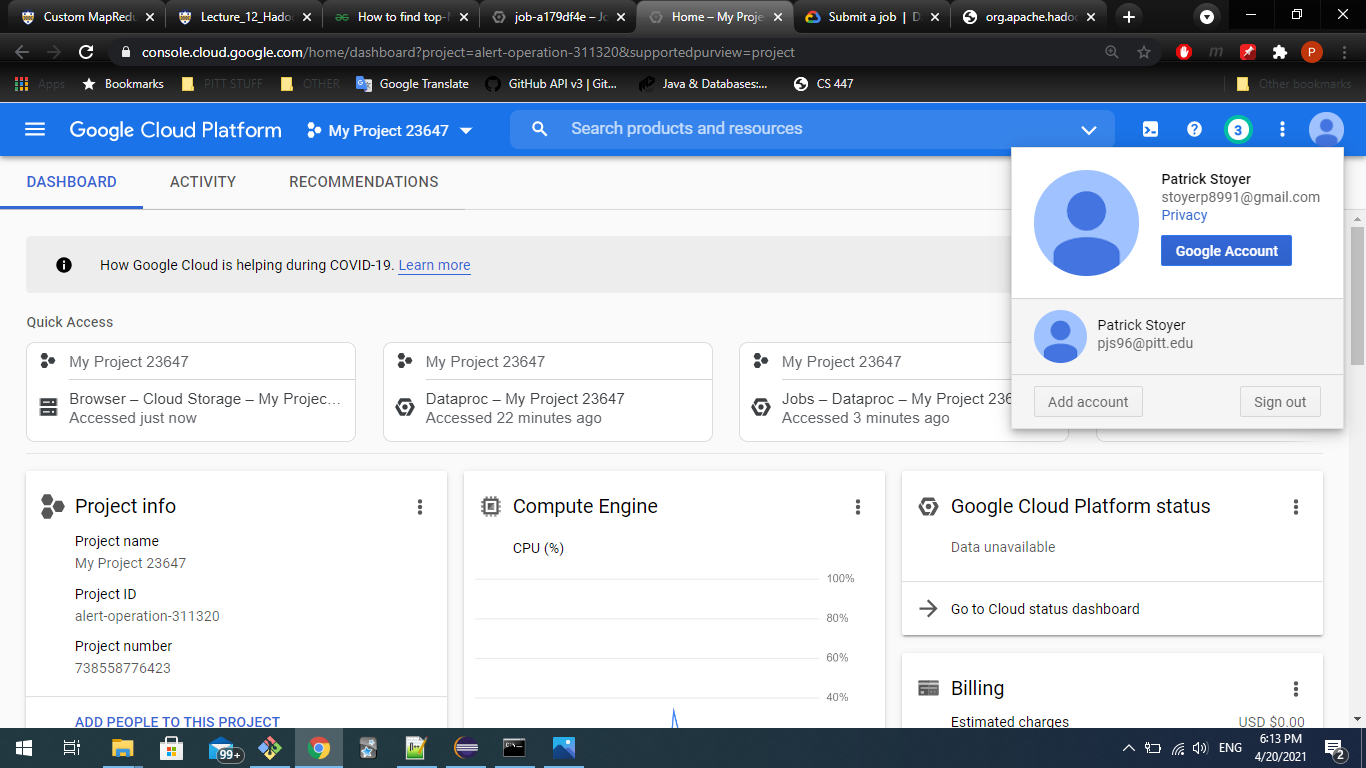 Custom MapRedu
Lecture_12_Hadoo
How to find top-N
job-a179df4e – Jo
Home – My Proje
Submit a job | D
org.apache.hadoo
console.cloud.google.com/home/dashboard?project=alert-operation-311320&supportedpurview=project
P
Apps
Bookmarks
PITT STUFF
OTHER
Google Translate
GitHub API v3 | Git...
Java & Databases:...
CS 447
Other bookmarks
Google Cloud Platform
My Project 23647
Search products and resources
3
DASHBOARD
ACTIVITY
RECOMMENDATIONS
Patrick Stoyer
stoyerp8991@gmail.com
Privacy
Google Account
Patrick Stoyer
pjs96@pitt.edu
Add account
Sign out
How Google Cloud is helping during COVID-19. Learn more
Quick Access
My Project 23647
Browser – Cloud Storage – My Projec...
Accessed just now
My Project 23647
Dataproc – My Project 23647
Accessed 22 minutes ago
My Project 23647
Jobs – Dataproc – My Project 236
Accessed 3 minutes ago
Project info
Project name
My Project 23647
Project ID
alert-operation-311320
Project number
738558776423
ADD PEOPLE TO THIS PROJECT
Compute Engine
CPU (%)
100%
80%
60%
40%
Google Cloud Platform status
Data unavailable
Go to Cloud status dashboard
Billing
Estimated charges
USD $0.00
99+
ENG
6:13 PM
4/20/2021
2